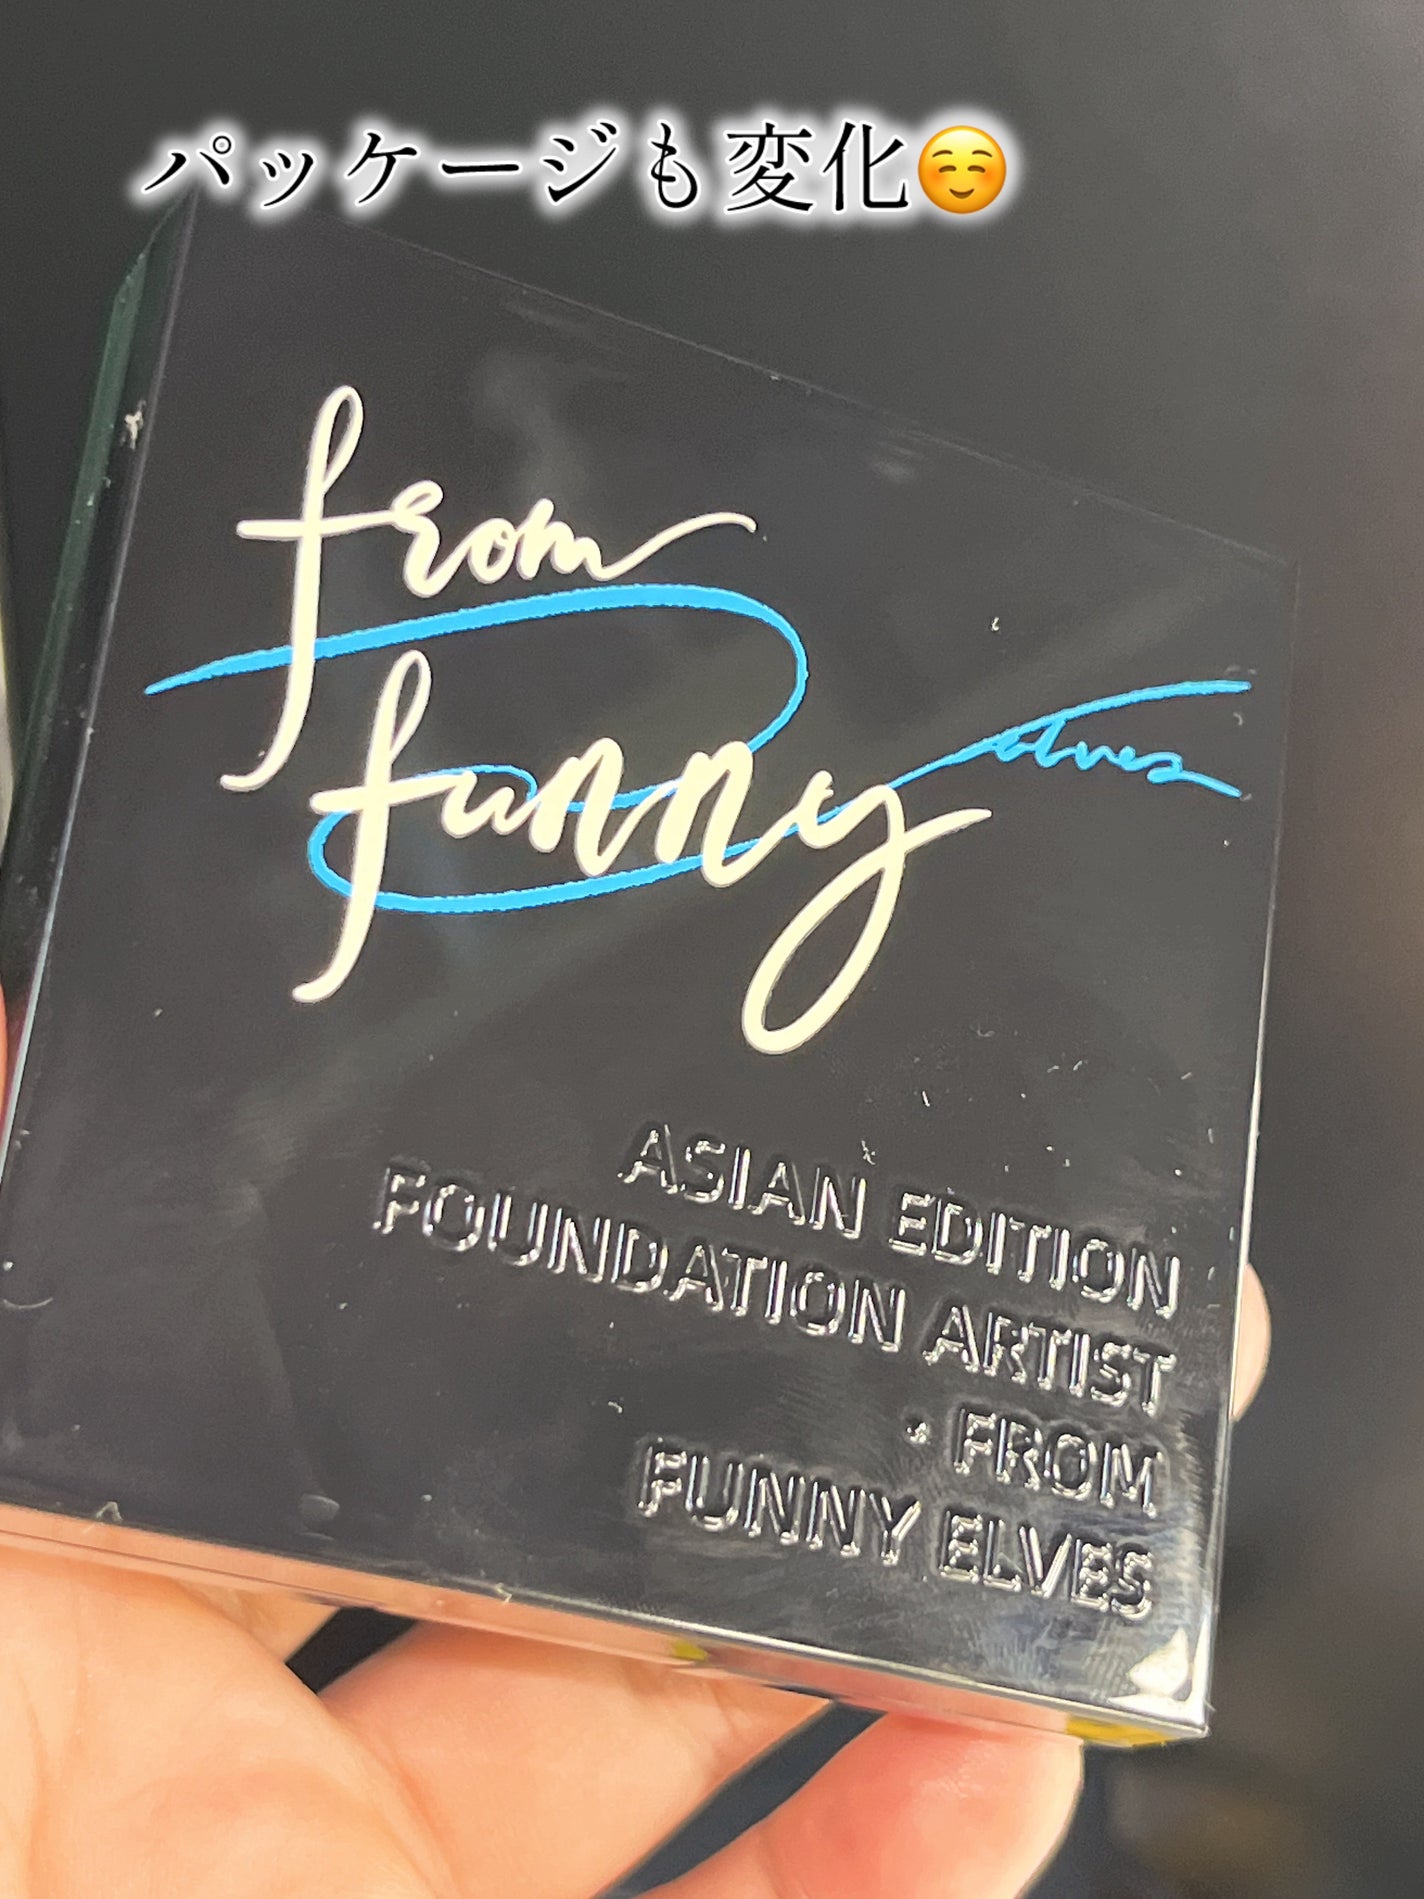 パッケージも変化☺️
from
funny
elves
ASIAN EDITION
FOUNDATION ARTIST
· FROM
FUNNY ELVES